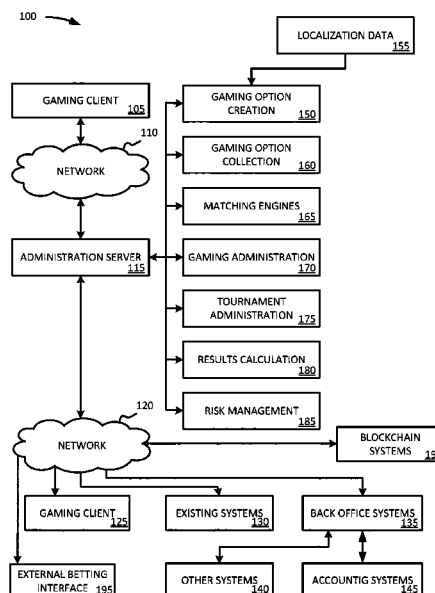 100
LOCALIZATION DATA
155
GAMING CLIENT
105
GAMING OPTION
CREATION
150
110
NETWORK
GAMING OPTION
COLLECTION
160
MATCHING ENGINES
165
ADMINISTRATION SERVER
115
GAMING ADMINISTRATION
170
TOURNAMENT
ADMINISTRATION
175
RESULTS CALCULATION
180
RISK MANAGEMENT
185
120
NETWORK
BLOCKCHAIN
SYSTEMS
GAMING CLIENT
125
EXISTING SYSTEMS
130
BACK OFFICE SYSTEMS
135
EXTERNAL BETTING
INTERFACE 195
OTHER SYSTEMS
140
ACCOUNTIG SYSTEMS
145